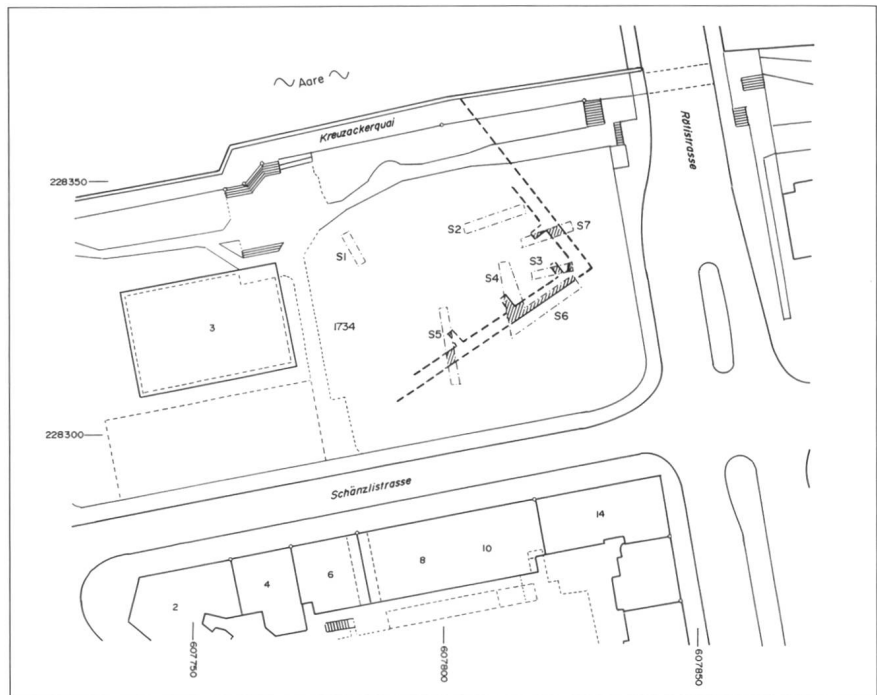 Aare
Kreuzackerquai
Rötistrasse
228350
S2
S7
S1
S3
S4
3
1734
S6
S5
228300
Schänzlistrasse
14
8
10
6
4
2
607750
607800
607850